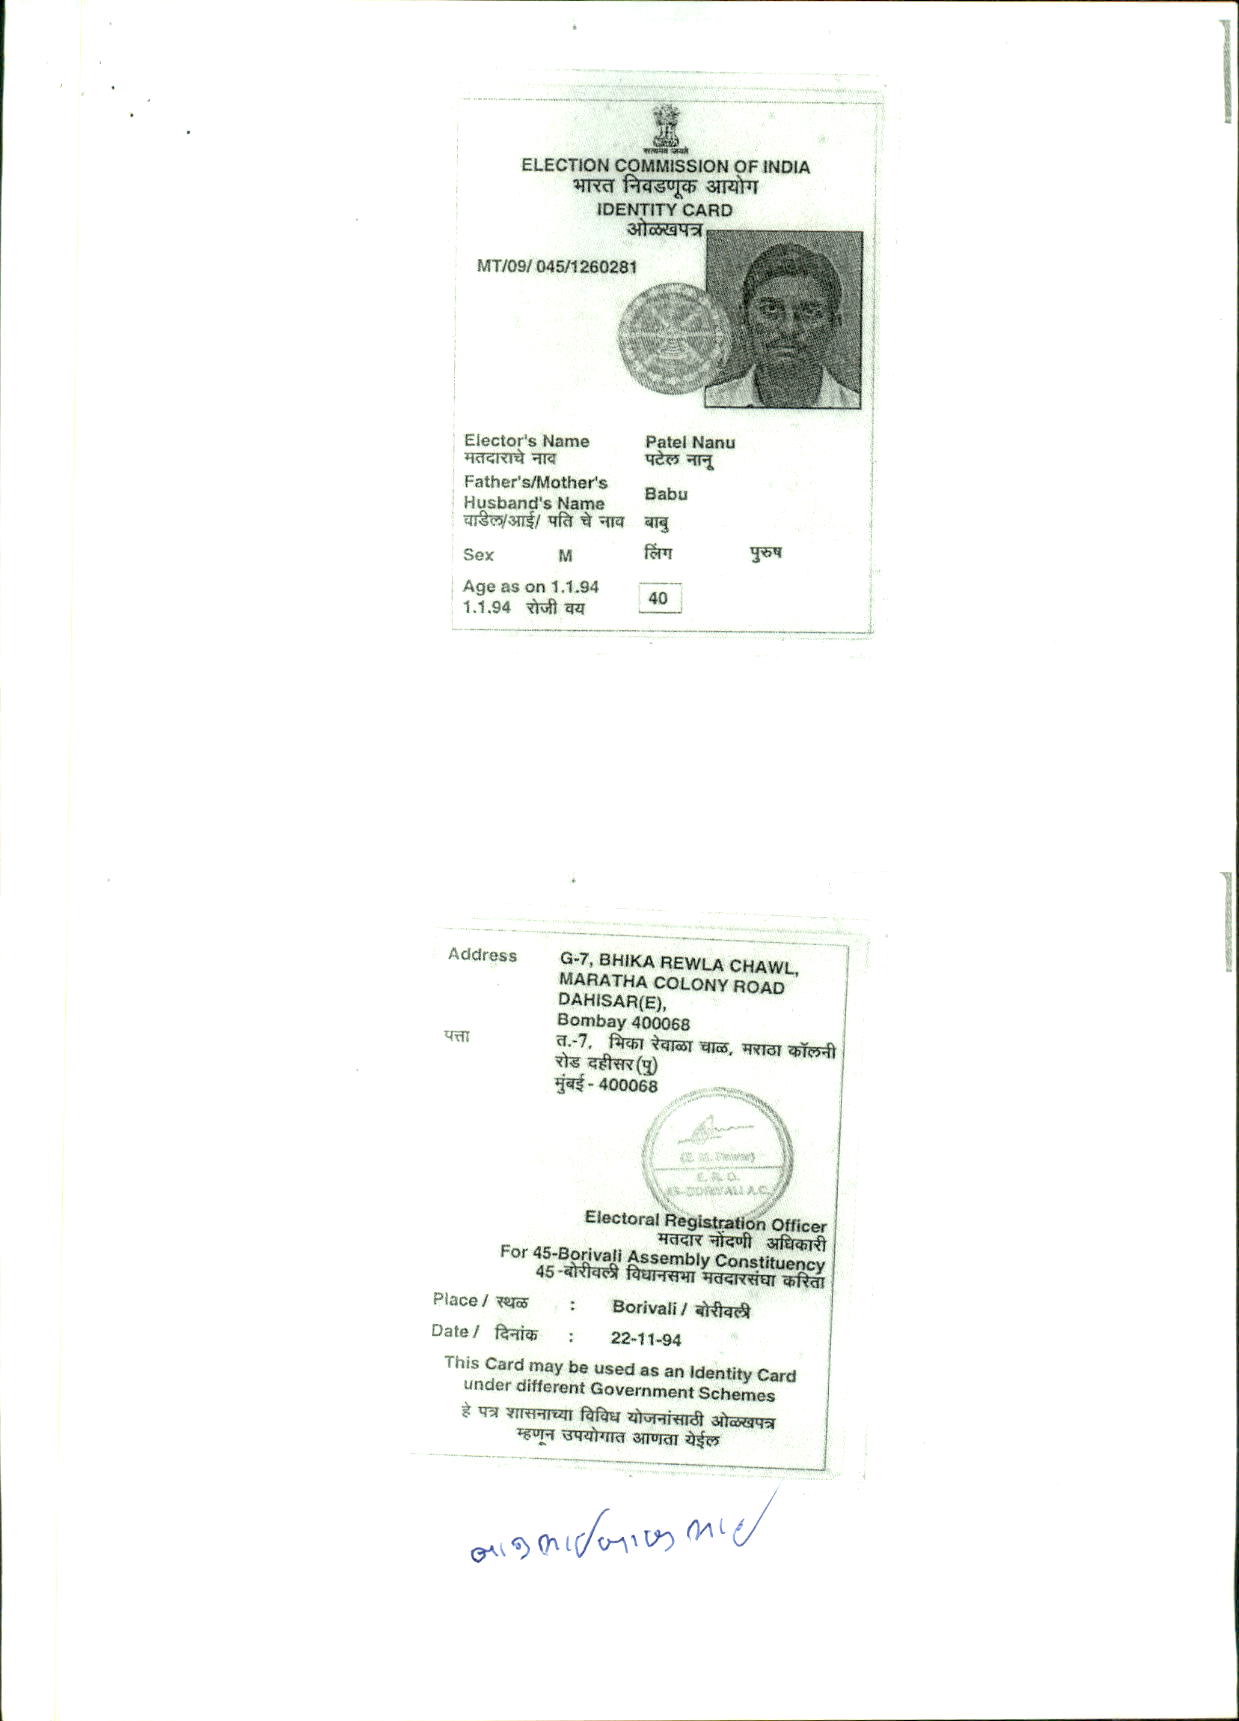 सत्यमेव जयते
ELECTION COMMISSION OF INDIA
भारत निवडणूक आयोग
IDENTITY CARD
ओळखपत्र
MT/09/ 045/1260281
Elector's Name Patel Nanu
मतदाराचे नाव पटेल नानू
Father's/Mother's
Husband's Name Babu
वाडिल/आई/ पति चे नाव बाबु
Sex M लिंग पुरुष
Age as on 1.1.94 40
1.1.94 रोजी वय
Address G-7, BHIKA REWLA CHAWL,
MARATHA COLONY ROAD
DAHISAR(E),
Bombay 400068
पत्ता त.-7, भिका रेवाळा चाळ, मराठा कॉलनी
रोड दहीसर(पु)
मुंबई - 400068
E. R. O.
45-BORIVALI A.C.
Electoral Registration Officer
मतदार नोंदणी अधिकारी
For 45-Borivali Assembly Constituency
45 -बोरीवली विधानसभा मतदारसंघा करिता
Place / स्थळ : Borivali / बोरीवली
Date / दिनांक : 22-11-94
This Card may be used as an Identity Card
under different Government Schemes
हे पत्र शासनाच्या विविध योजनांसाठी ओळखपत्र
म्हणून उपयोगात आणता येईल